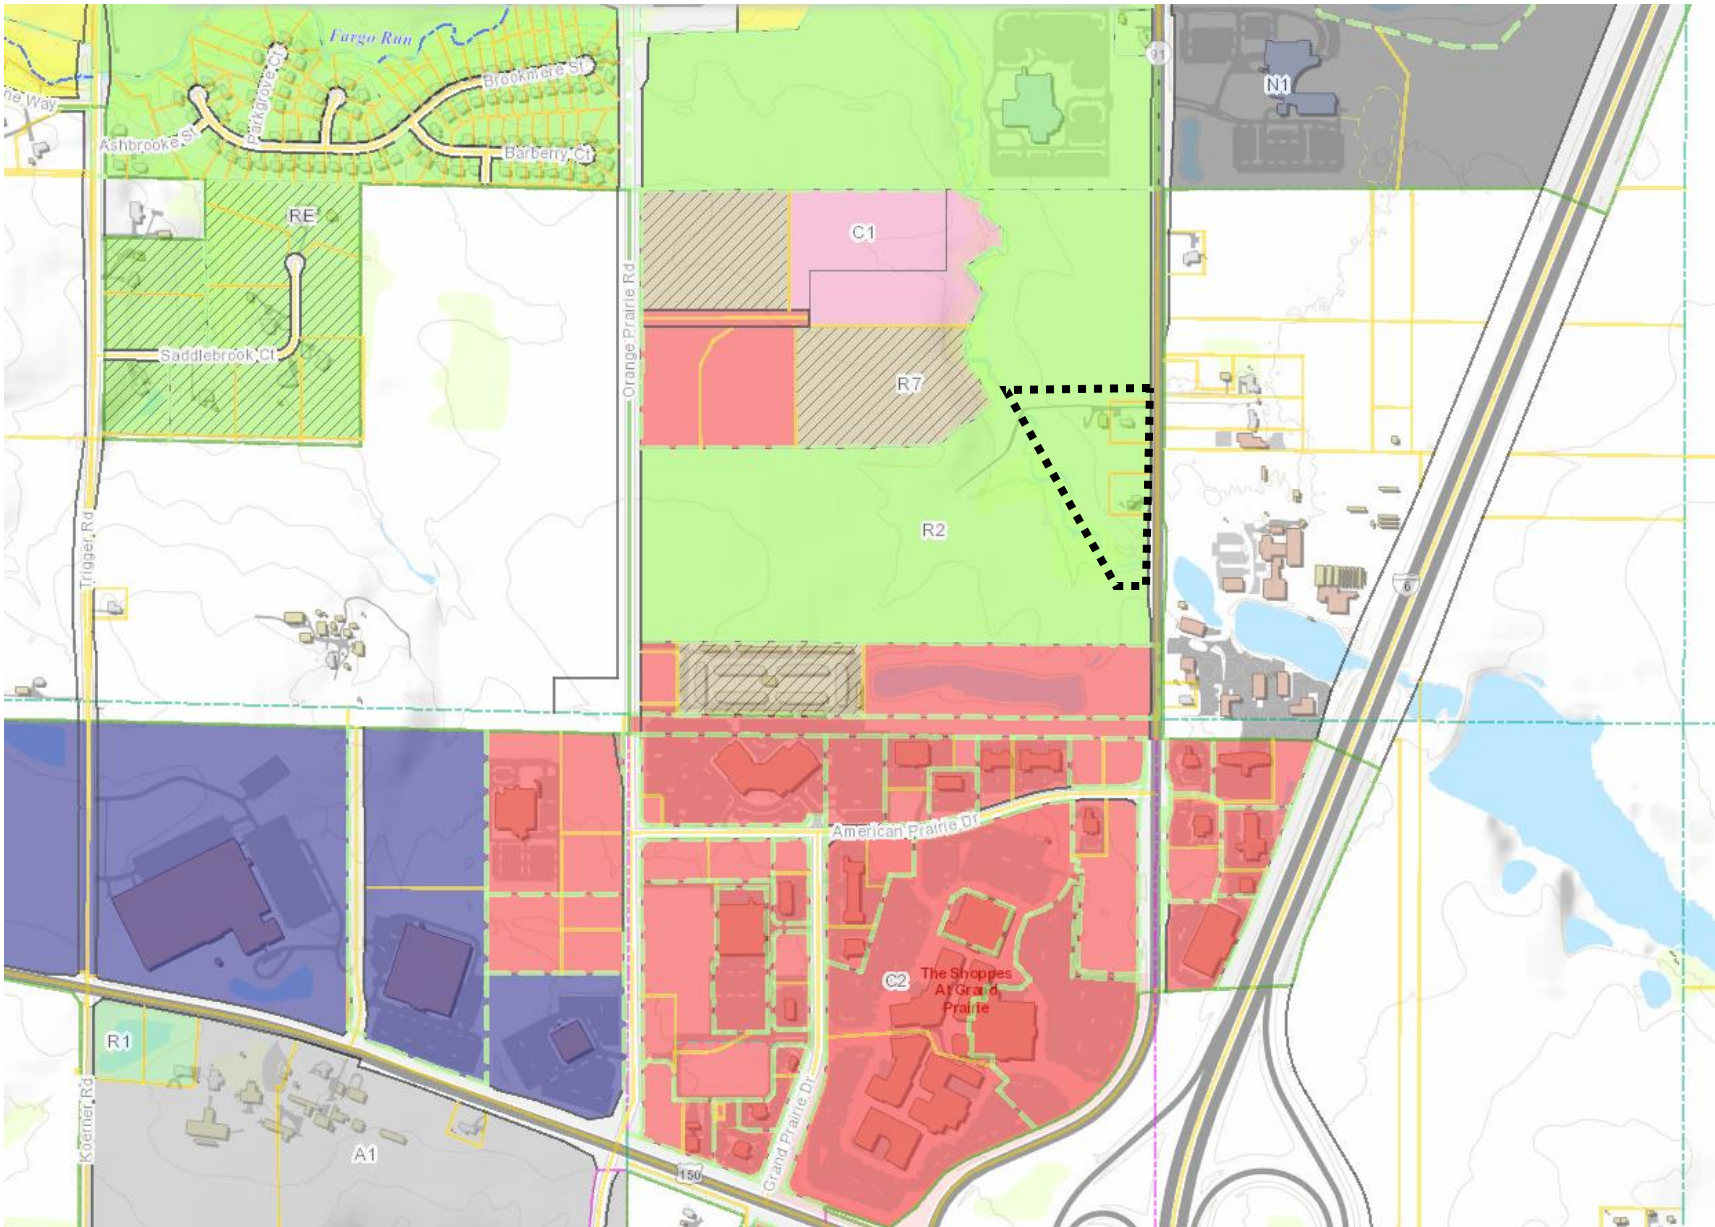 Fargo Run
Brookmere St
91
N1
ne Way
Parkgrove Ct
Ashbrooke St
Barberry Ct
RE
C1
Orange Prairie Rd
Saddlebrook Ct
R7
R2
Trigger Rd
6
American Prairie Dr
C2
The Shoppes
At Grand
Prairie
R1
Koerner Rd
A1
150
Grand Prairie Dr